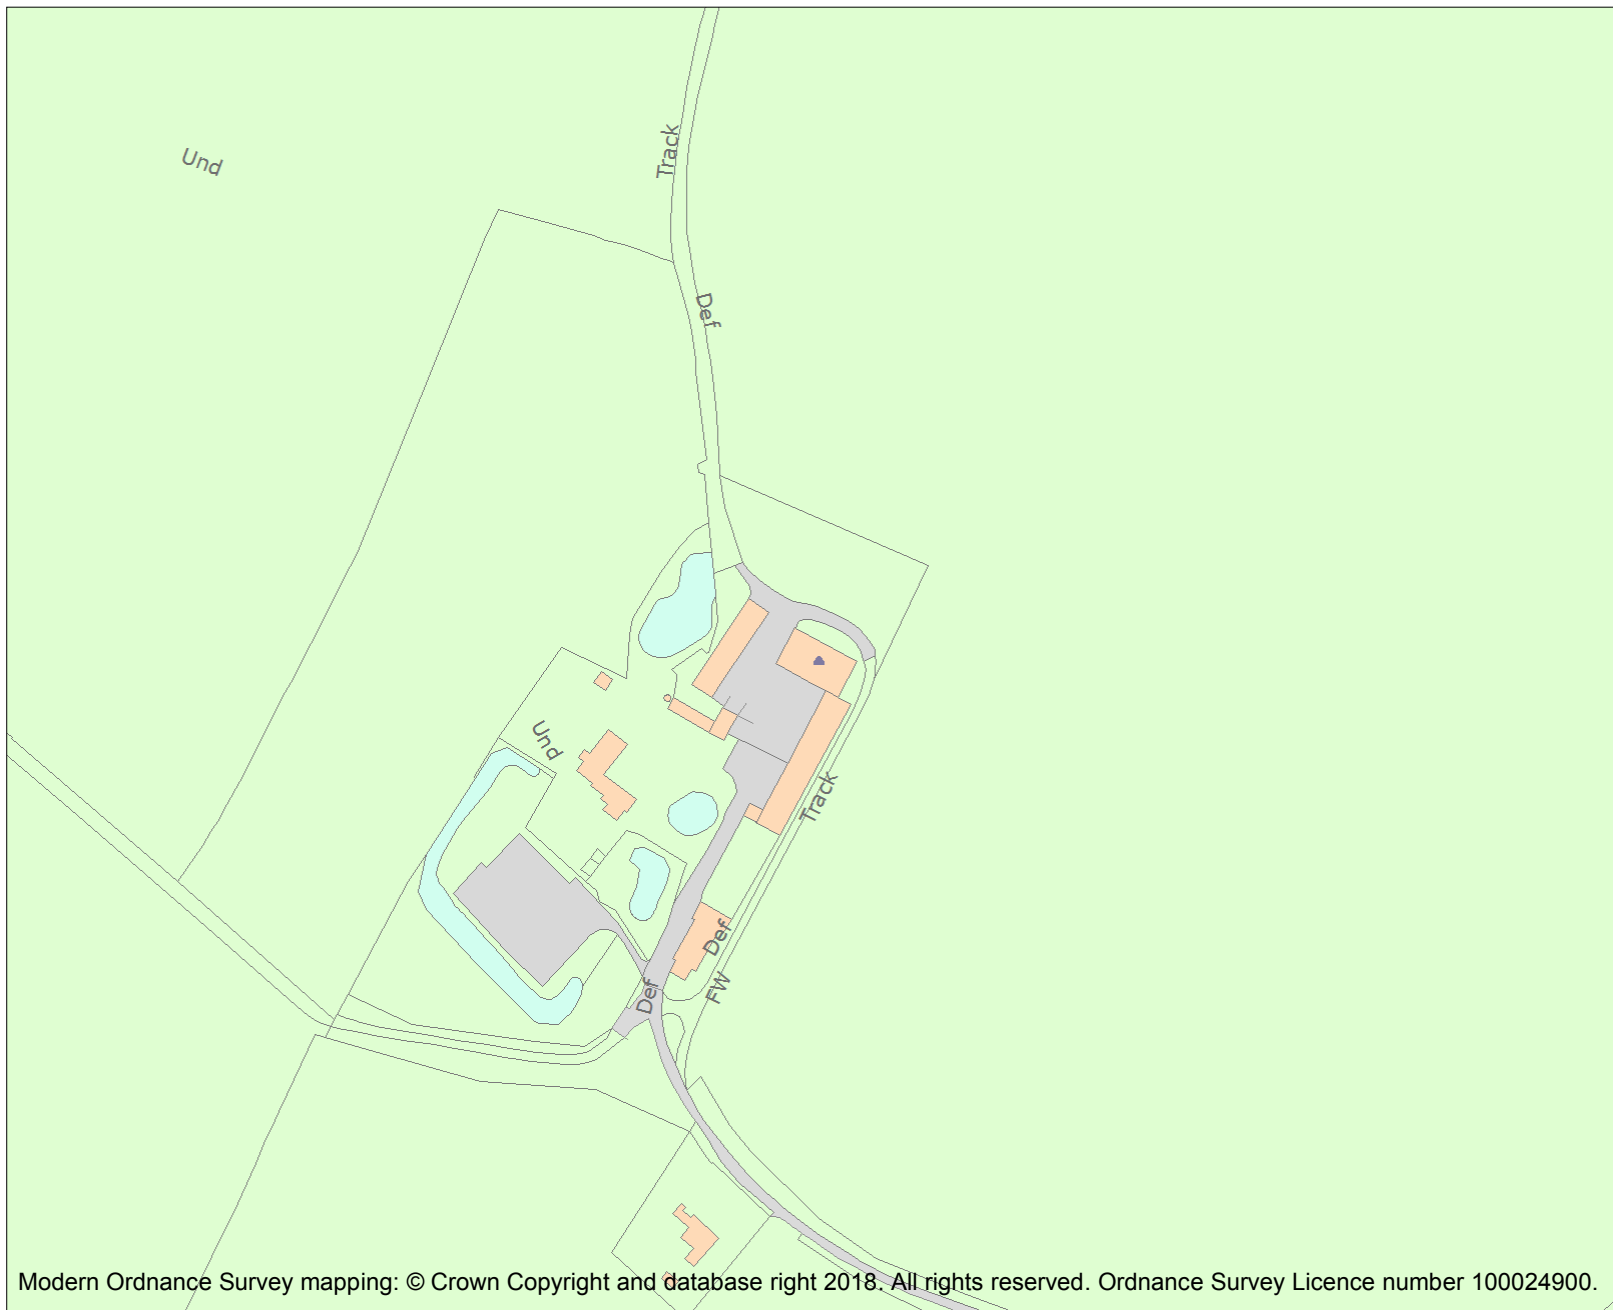 Und
Track
Def
Und
Track
Def
FW
Def
Modern Ordnance Survey mapping: © Crown Copyright and database right 2018. All rights reserved. Ordnance Survey Licence number 100024900.